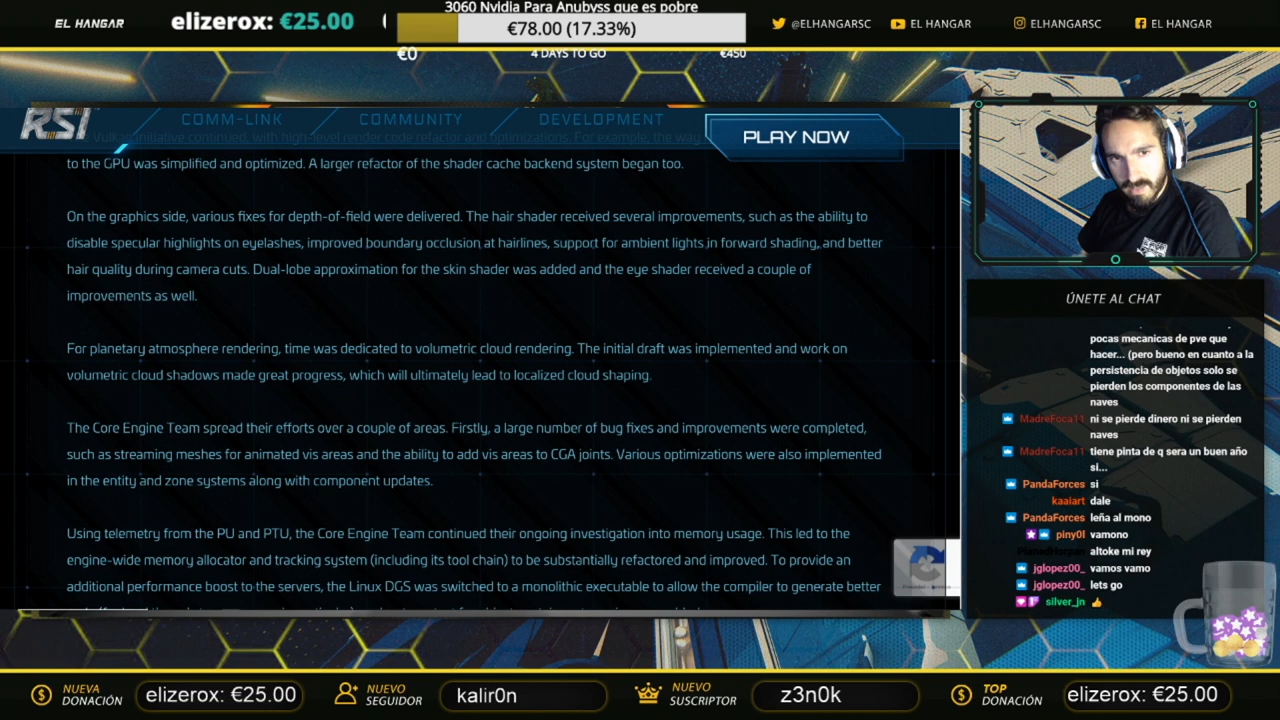 EL HANGAR
elizerox: €25.00
3060 Nvidia Para Anubyss que es pobre
€78.00 (17.33%)
€0
4 DAYS TO GO
€450
@ELHANGARSC
EL HANGAR
ELHANGARSC
EL HANGAR
RSI
COMM-LINK
COMMUNITY
DEVELOPMENT
PLAY NOW
Vulkan initiative continued, with high-level render code refactor and optimizations. For example, the way
to the GPU was simplified and optimized. A larger refactor of the shader cache backend system began too.
On the graphics side, various fixes for depth-of-field were delivered. The hair shader received several improvements, such as the ability to
disable specular highlights on eyelashes, improved boundary occlusion at hairlines, support for ambient lights in forward shading, and better
hair quality during camera cuts. Dual-lobe approximation for the skin shader was added and the eye shader received a couple of
improvements as well.
For planetary atmosphere rendering, time was dedicated to volumetric cloud rendering. The initial draft was implemented and work on
volumetric cloud shadows made great progress, which will ultimately lead to localized cloud shaping.
The Core Engine Team spread their efforts over a couple of areas. Firstly, a large number of bug fixes and improvements were completed,
such as streaming meshes for animated vis areas and the ability to add vis areas to CGA joints. Various optimizations were also implemented
in the entity and zone systems along with component updates.
Using telemetry from the PU and PTU, the Core Engine Team continued their ongoing investigation into memory usage. This led to the
engine-wide memory allocator and tracking system (including its tool chain) to be substantially refactored and improved. To provide an
additional performance boost to the servers, the Linux DGS was switched to a monolithic executable to allow the compiler to generate better
ÚNETE AL CHAT
pocas mecanicas de pve que
hacer... (pero bueno en cuanto a la
persistencia de objetos solo se
pierden los componentes de las
naves
MadreFoca11 ni se pierde dinero ni se pierden
naves
MadreFoca11 tiene pinta de q sera un buen año
si...
PandaForces si
kaaiart dale
PandaForces leña al mono
piny0l vamono
altoke mi rey
jglopez00_ vamos vamo
jglopez00_ lets go
silver_jn
NUEVA
DONACIÓN
elizerox: €25.00
NUEVO
SEGUIDOR
kalir0n
NUEVO
SUSCRIPTOR
z3n0k
TOP
DONACIÓN
elizerox: €25.00